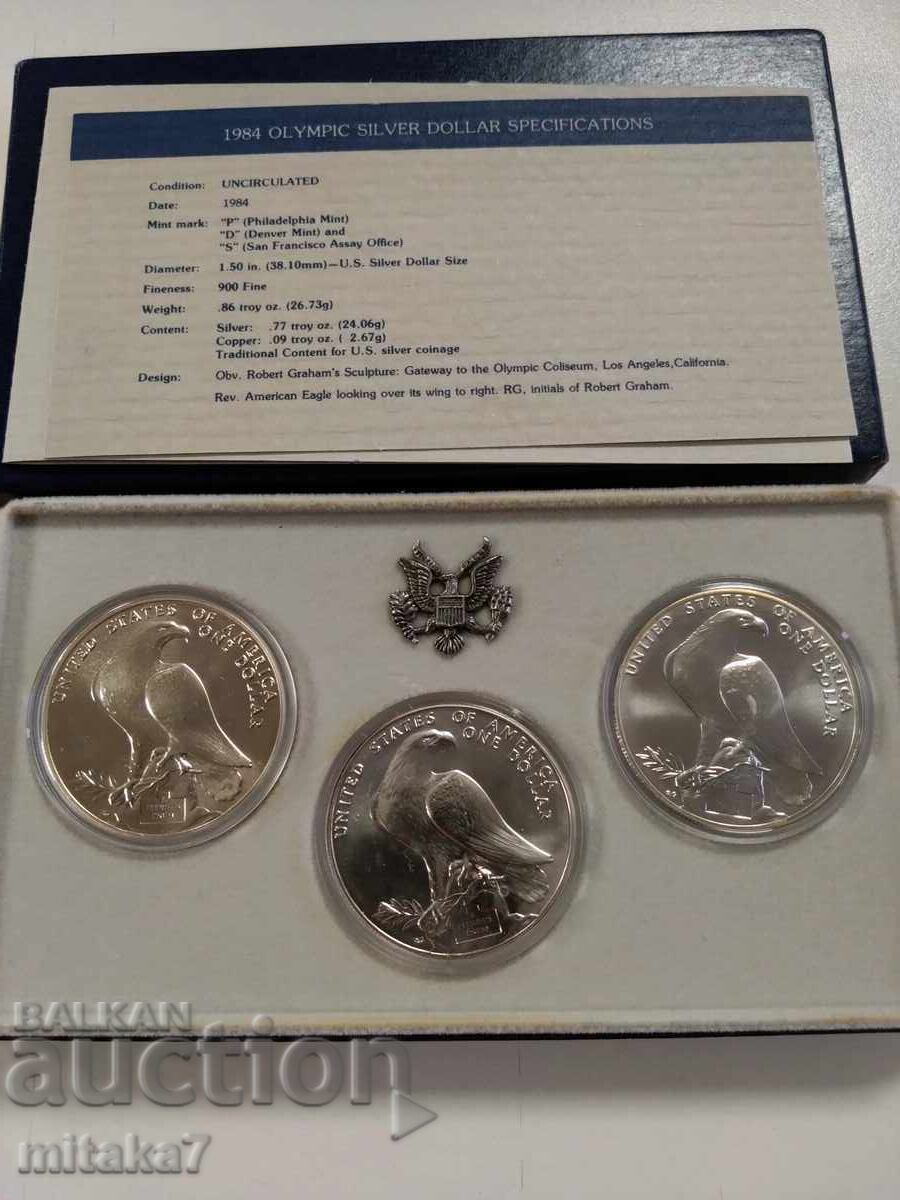 1984 OLYMPIC SILVER DOLLAR SPECIFICATIONS
Condition: UNCIRCULATED
Date: 1984
Mint mark: "P" (Philadelphia Mint)
"D" (Denver Mint) and
"S" (San Francisco Assay Office)
Diameter: 1.50 in. (38.10mm)—U.S. Silver Dollar Size
Fineness: 900 Fine
Weight: .86 troy oz. (26.73g)
Content: Silver: .77 troy oz. (24.06g)
Copper: .09 troy oz. ( 2.67g)
Traditional Content for U.S. silver coinage
Design: Obv. Robert Graham's Sculpture: Gateway to the Olympic Coliseum, Los Angeles,California.
Rev. American Eagle looking over its wing to right. RG, initials of Robert Graham.
UNITED STATES OF AMERICA
ONE DOLLAR
UNITED STATES OF AMERICA
ONE DOLLAR
UNITED STATES OF AMERICA
ONE DOLLAR
BALKAN
auction
mitaka7